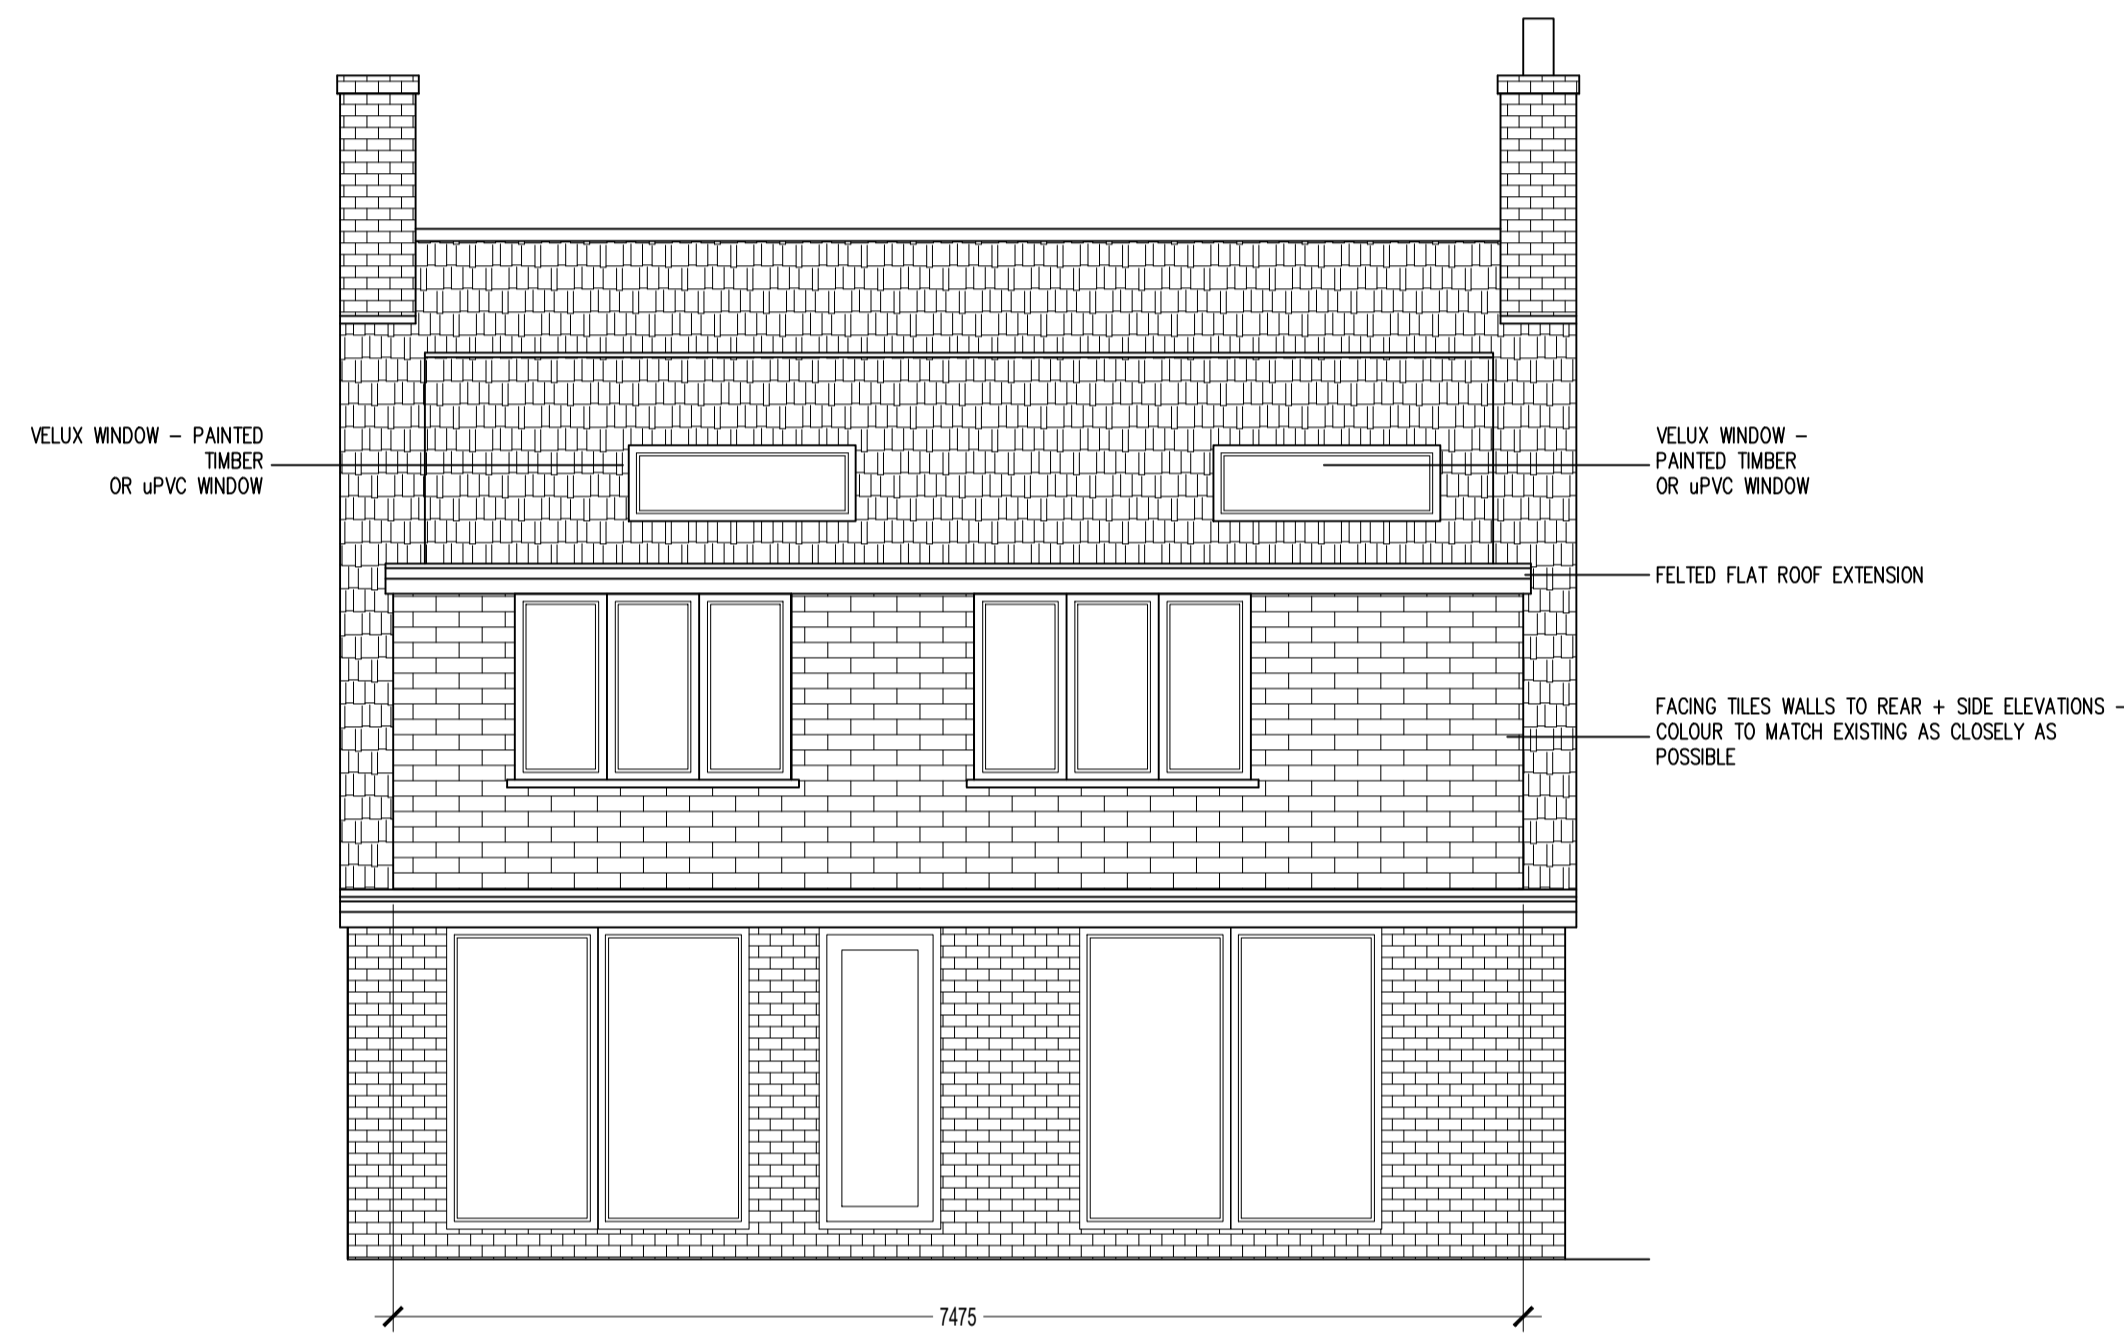 VELUX WINDOW – PAINTED
TIMBER
OR uPVC WINDOW
VELUX WINDOW –
PAINTED TIMBER
OR uPVC WINDOW
FELTED FLAT ROOF EXTENSION
FACING TILES WALLS TO REAR + SIDE ELEVATIONS –
COLOUR TO MATCH EXISTING AS CLOSELY AS
POSSIBLE
7475